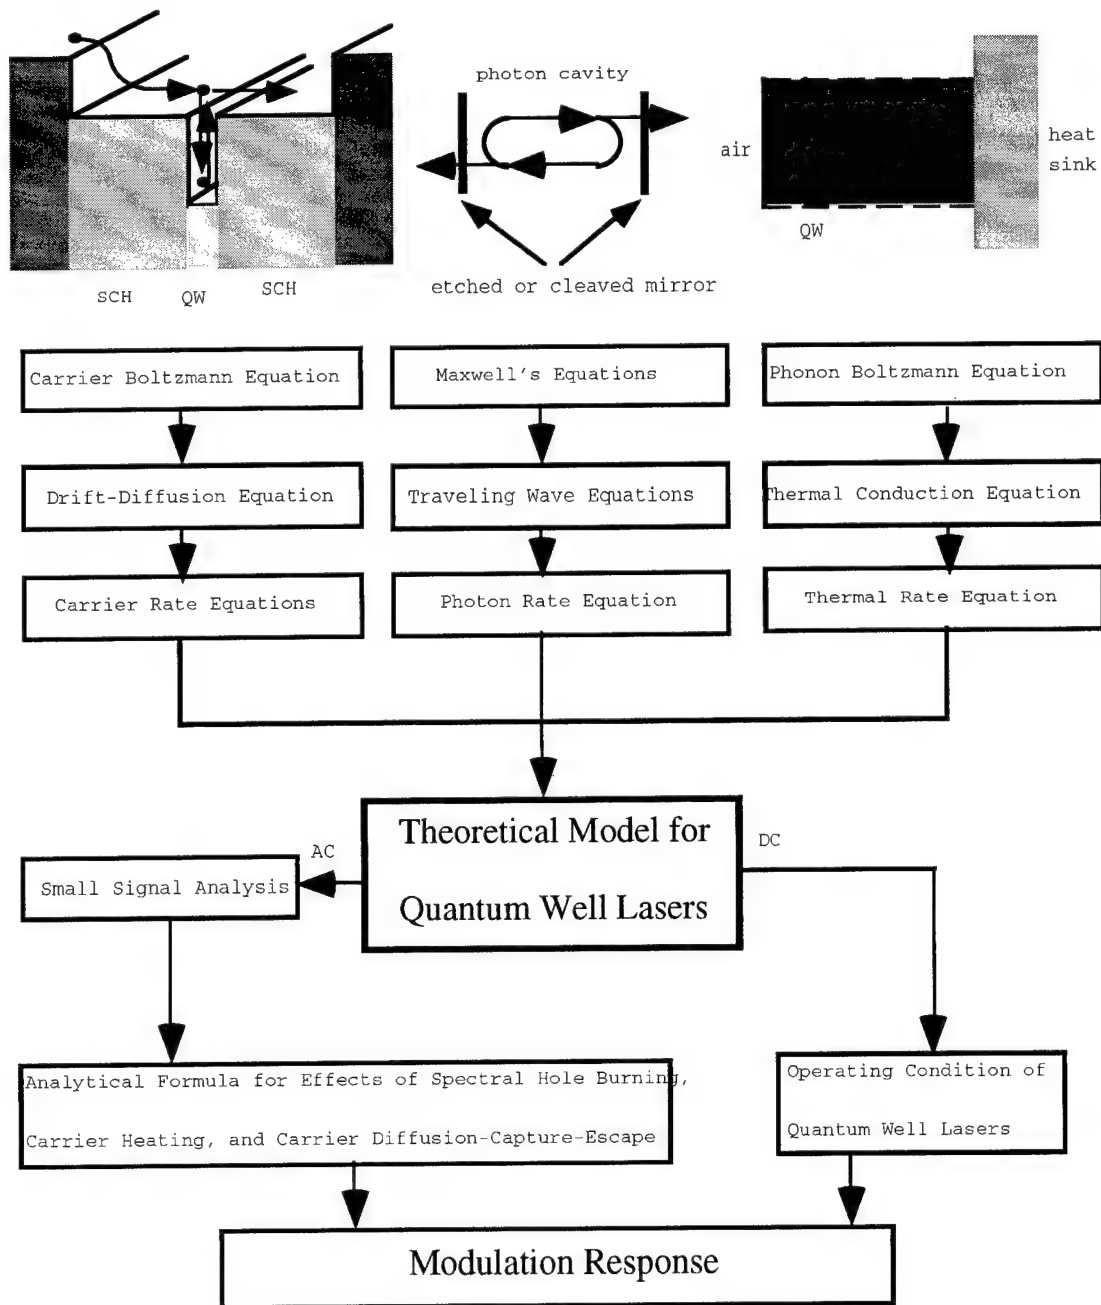 photon cavity
air
heat
sink
QW
etched or cleaved mirror
SCH QW SCH
Carrier Boltzmann Equation
Maxwell's Equations
Phonon Boltzmann Equation
Drift-Diffusion Equation
Traveling Wave Equations
Thermal Conduction Equation
Carrier Rate Equations
Photon Rate Equation
Thermal Rate Equation
Theoretical Model for
Quantum Well Lasers
AC
DC
Small Signal Analysis
Analytical Formula for Effects of Spectral Hole Burning,
Carrier Heating, and Carrier Diffusion-Capture-Escape
Operating Condition of
Quantum Well Lasers
Modulation Response